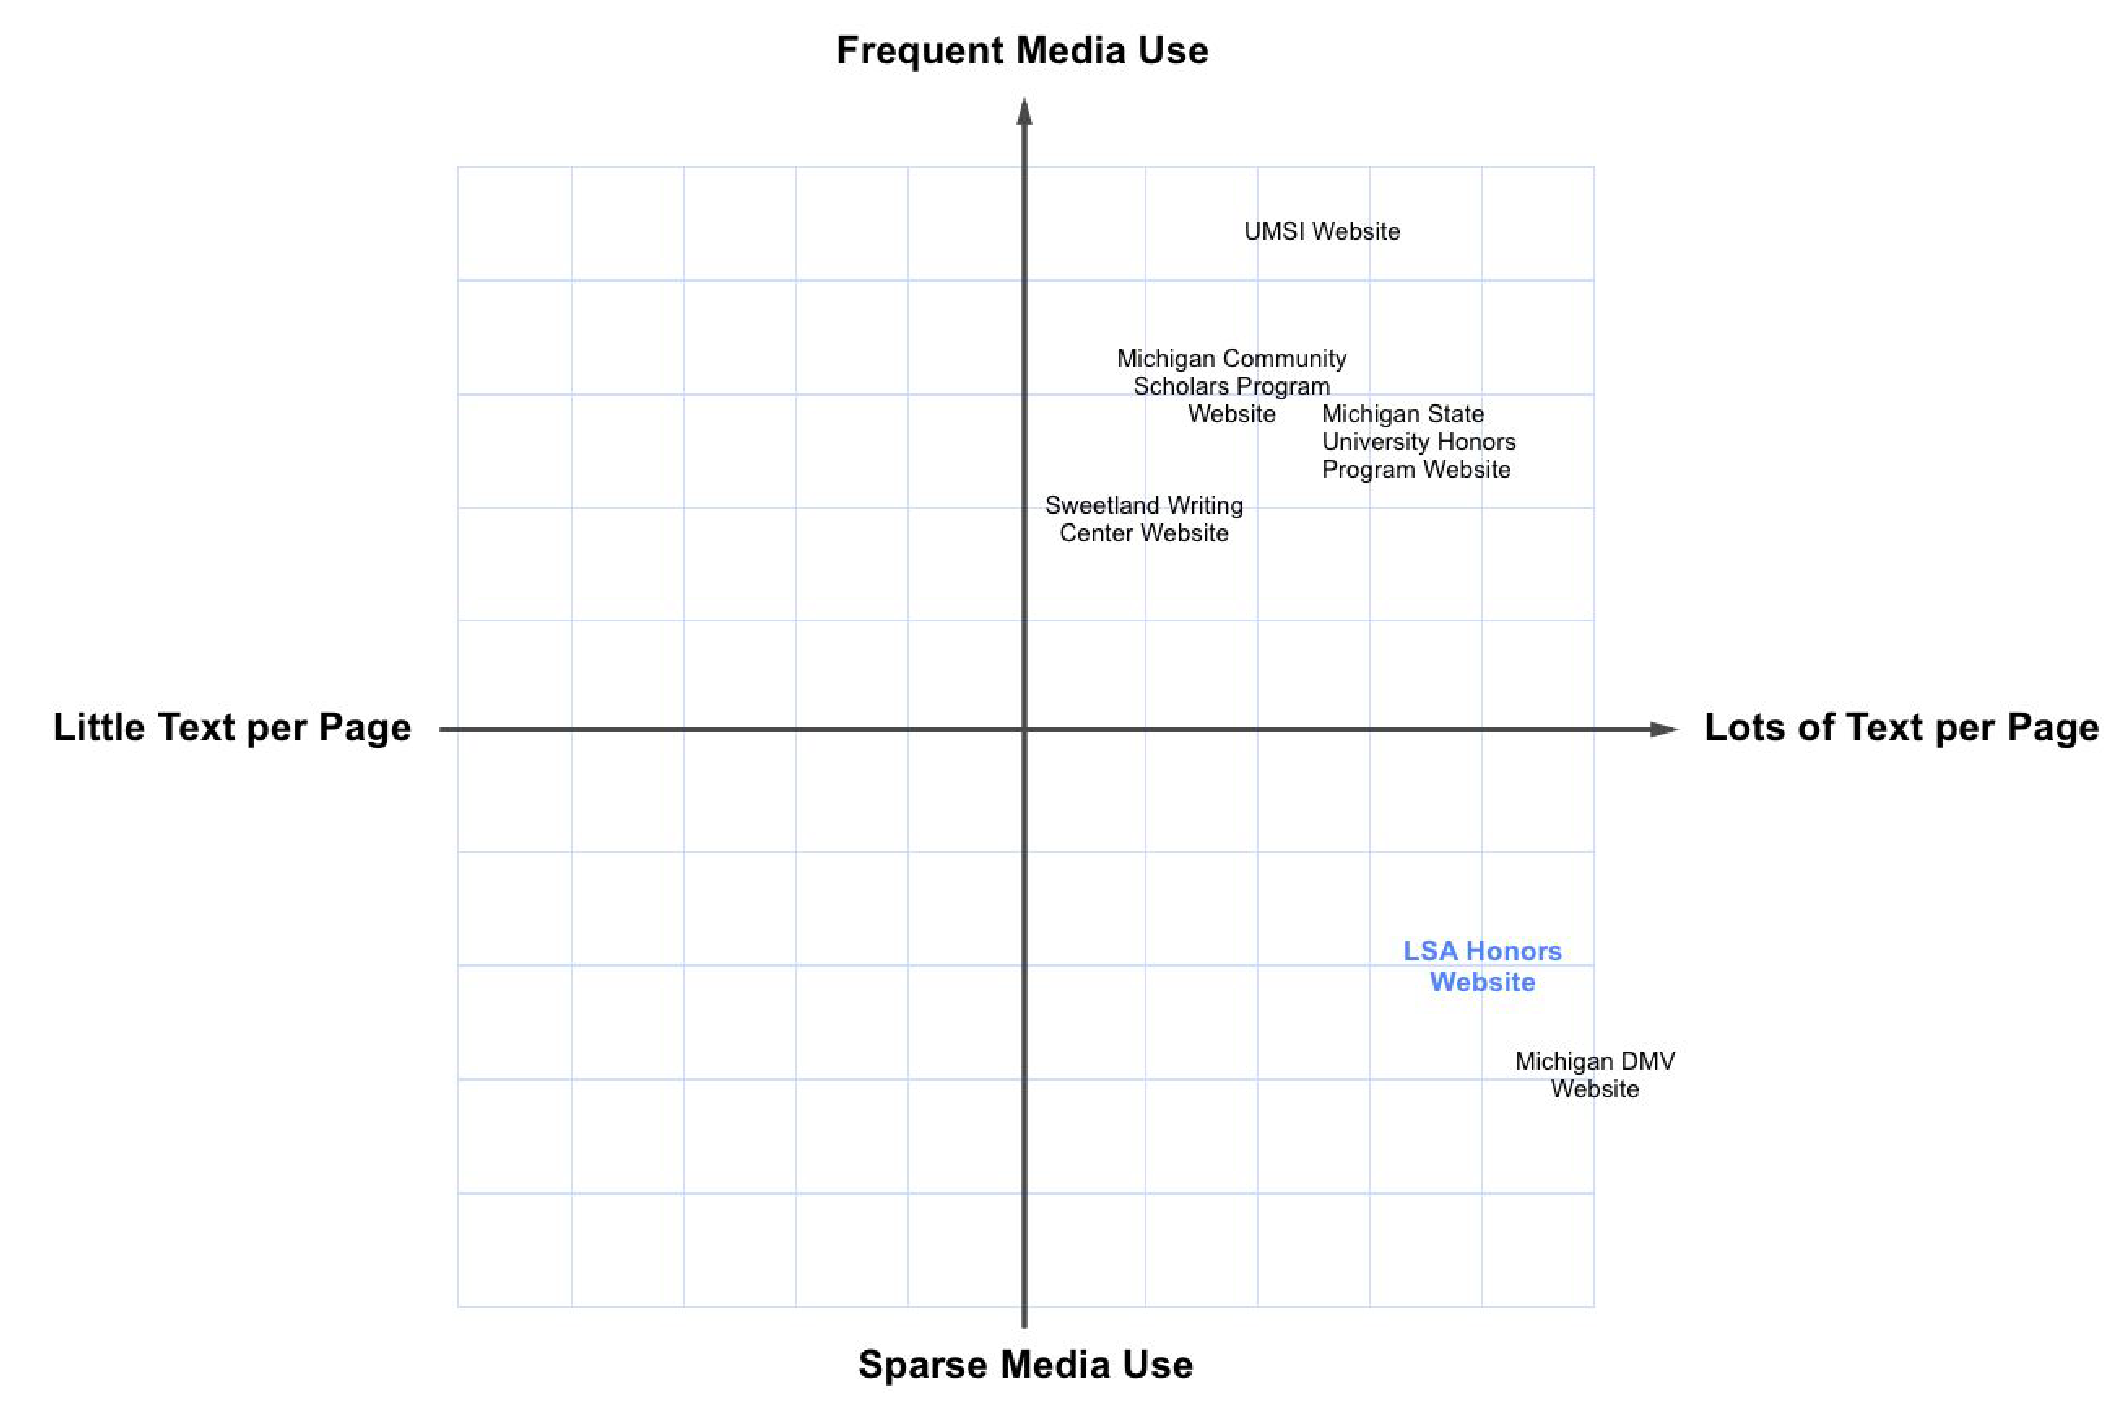 Frequent Media Use
UMSI Website
Michigan Community
Scholars Program
Website
Michigan State
University Honors
Program Website
Sweetland Writing
Center Website
Little Text per Page
Lots of Text per Page
LSA Honors
Website
Michigan DMV
Website
Sparse Media Use